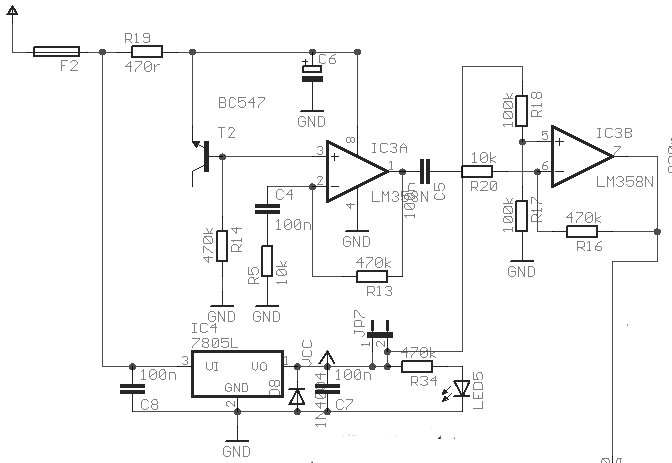 R19
F2
470r
C6
GND
BC547
T2
3
2
8
1
4
IC3A
LM358N
100n
C5
C4
100n
470k
R14
R5
10k
GND
GND
GND
470k
R13
10k
R20
100k
R18
100k
R17
GND
5
6
7
IC3B
LM358N
470k
R16
IC4
7805L
3
VI
VO
1
GND
2
GND
100n
C8
D8
1N4004
VCC
100n
C7
JP7
1
2
470k
R34
LED5